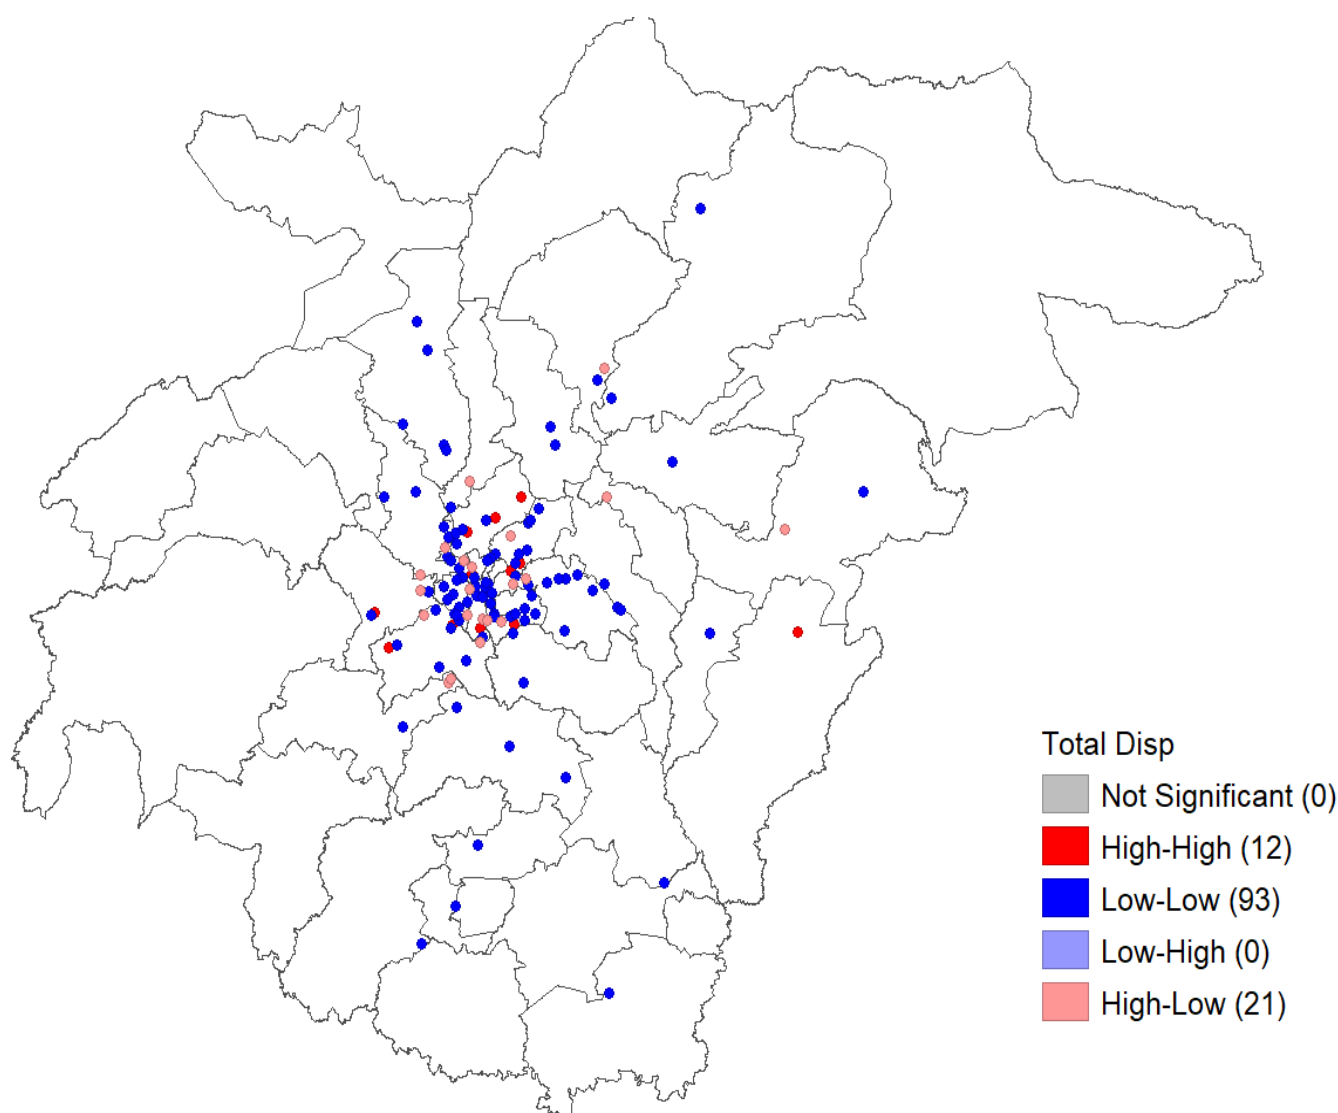 Total Disp
Not Significant (0)
High-High (12)
Low-Low (93)
Low-High (0)
High-Low (21)